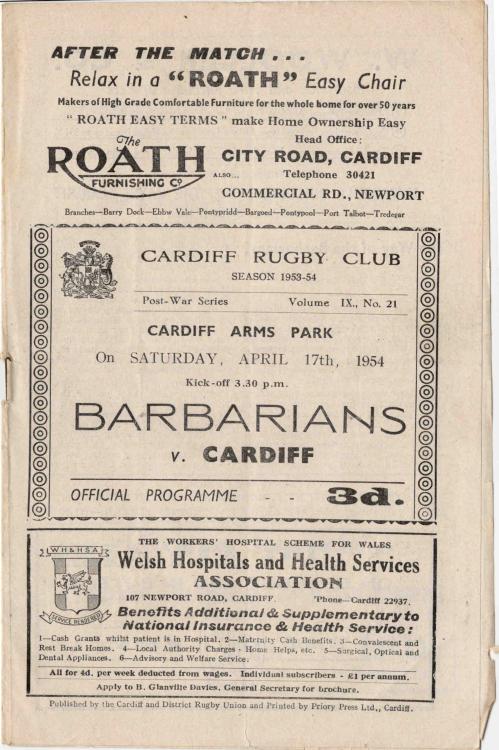 AFTER THE MATCH . . .
Relax in a “ROATH” Easy Chair
Makers of High Grade Comfortable Furniture for the whole home for over 50 years
“ ROATH EASY TERMS ” make Home Ownership Easy
The
ROATH
FURNISHING Co
Head Office:
CITY ROAD, CARDIFF
ALSO... Telephone 30421
COMMERCIAL RD., NEWPORT
Branches—Barry Dock—Ebbw Vale—Pontypridd—Bargoed—Pontypool—Port Talbot—Tredegar
CARDIFF RUGBY CLUB
SEASON 1953-54
Post-War Series Volume IX., No. 21
CARDIFF ARMS PARK
On SATURDAY, APRIL 17th, 1954
Kick-off 3.30 p.m.
BARBARIANS
v. CARDIFF
OFFICIAL PROGRAMME - - 3d.
W H & H S A
SERVICE RENDERED
THE WORKERS' HOSPITAL SCHEME FOR WALES
Welsh Hospitals and Health Services
ASSOCIATION
107 NEWPORT ROAD, CARDIFF. 'Phone—Cardiff 22937.
Benefits Additional & Supplementary to
National Insurance & Health Service :
1—Cash Grants whilst patient is in Hospital. 2—Maternity Cash Benefits. 3—Convalescent and
Rest Break Homes. 4—Local Authority Charges - Home Helps, etc. 5—Surgical, Optical and
Dental Appliances. 6—Advisory and Welfare Service.
All for 4d. per week deducted from wages. Individual subscribers - £1 per annum.
Apply to B. Glanville Davies, General Secretary for brochure.
Published by the Cardiff and District Rugby Union and Printed by Priory Press Ltd., Cardiff.